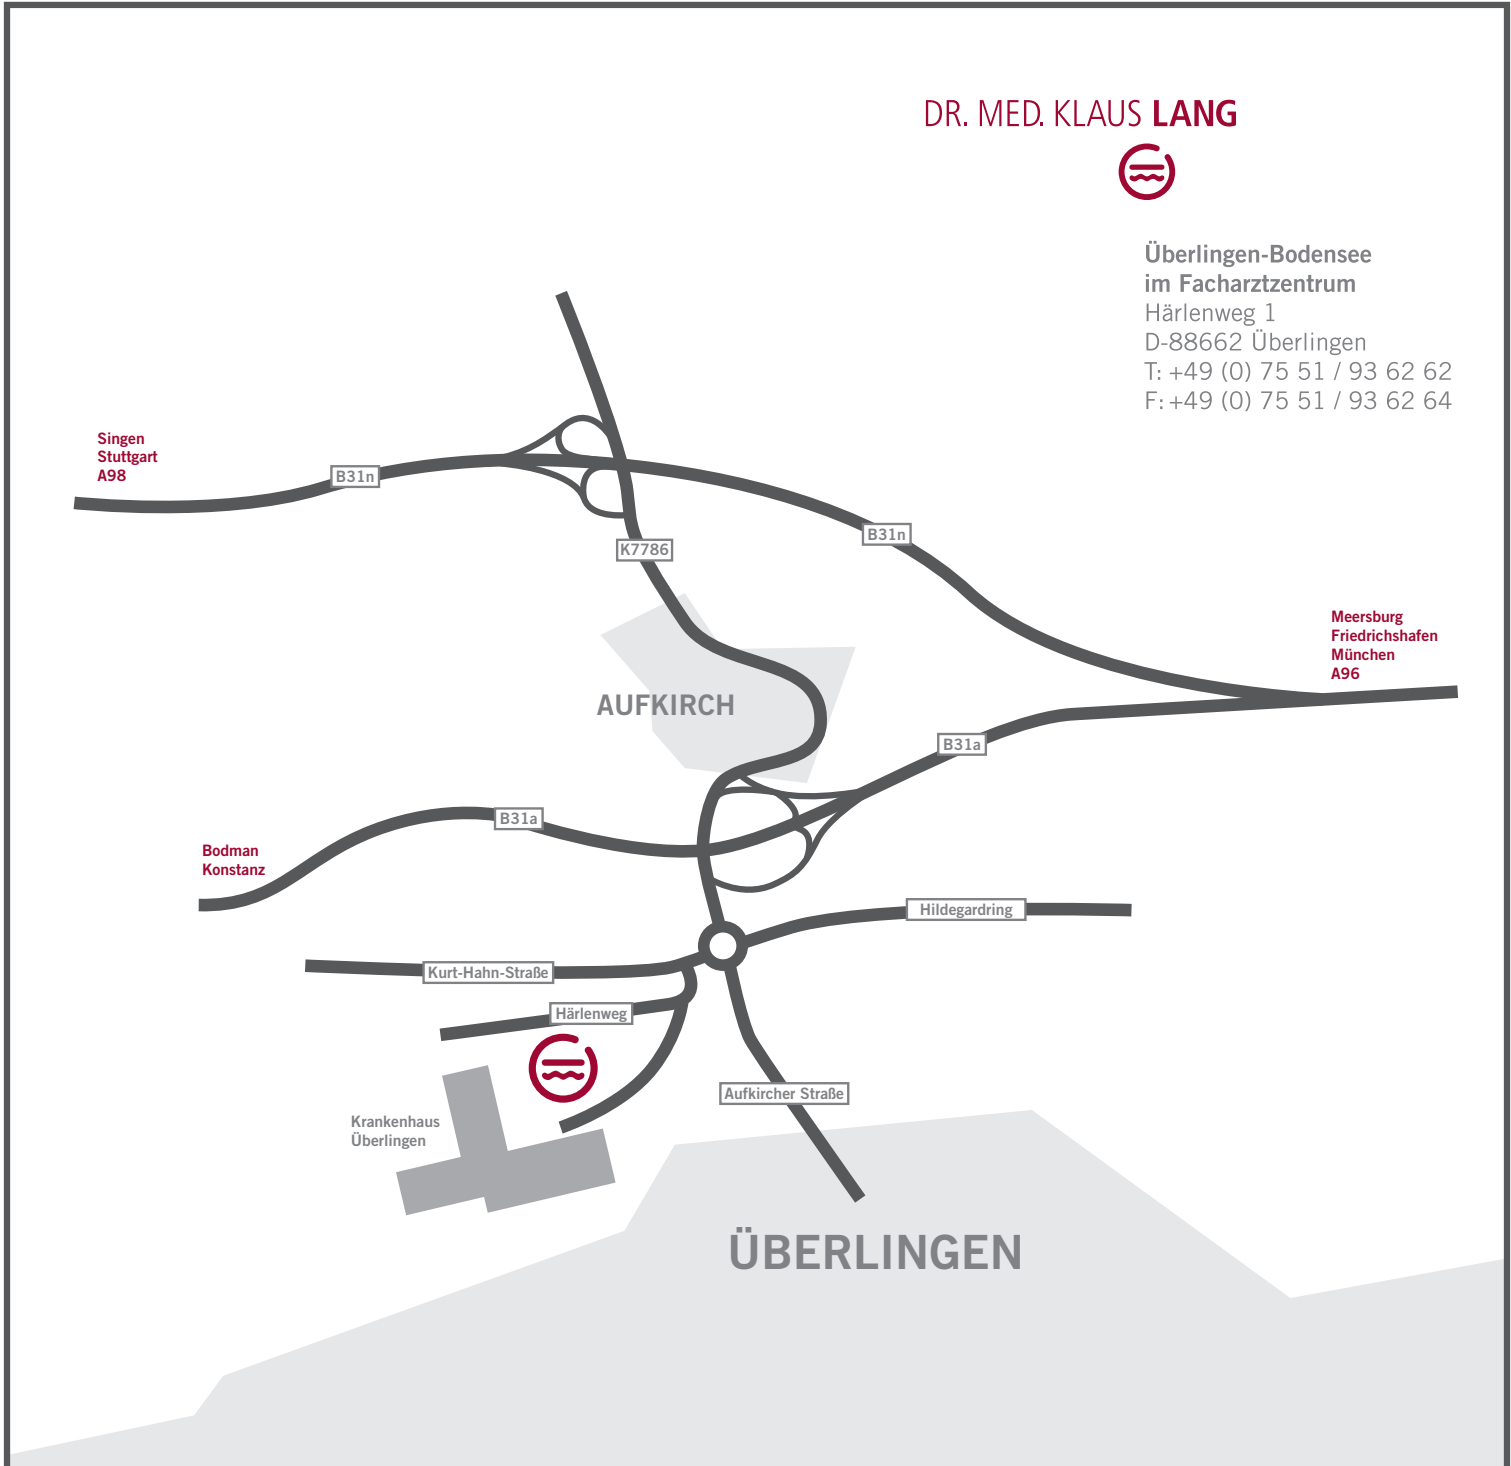 DR. MED. KLAUS LANG
Überlingen-Bodensee
im Facharztzentrum
Härlenweg 1
D-88662 Überlingen
T: +49 (0) 75 51 / 93 62 62
F: +49 (0) 75 51 / 93 62 64
Singen
Stuttgart
A98
B31n
B31n
K7786
Meersburg
Friedrichshafen
München
A96
AUFKIRCH
B31a
B31a
Bodman
Konstanz
Hildegardring
Kurt-Hahn-Straße
Härlenweg
Aufkircher Straße
Krankenhaus
Überlingen
ÜBERLINGEN